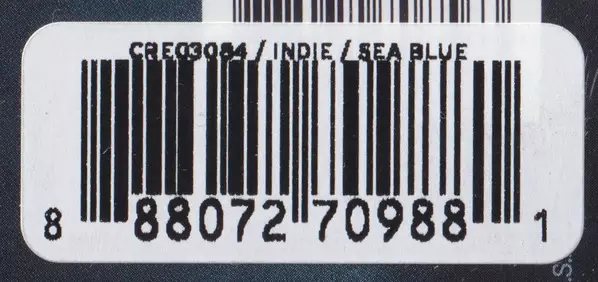 CRE03084 / INDIE / SEA BLUE
8 88072 70988 1